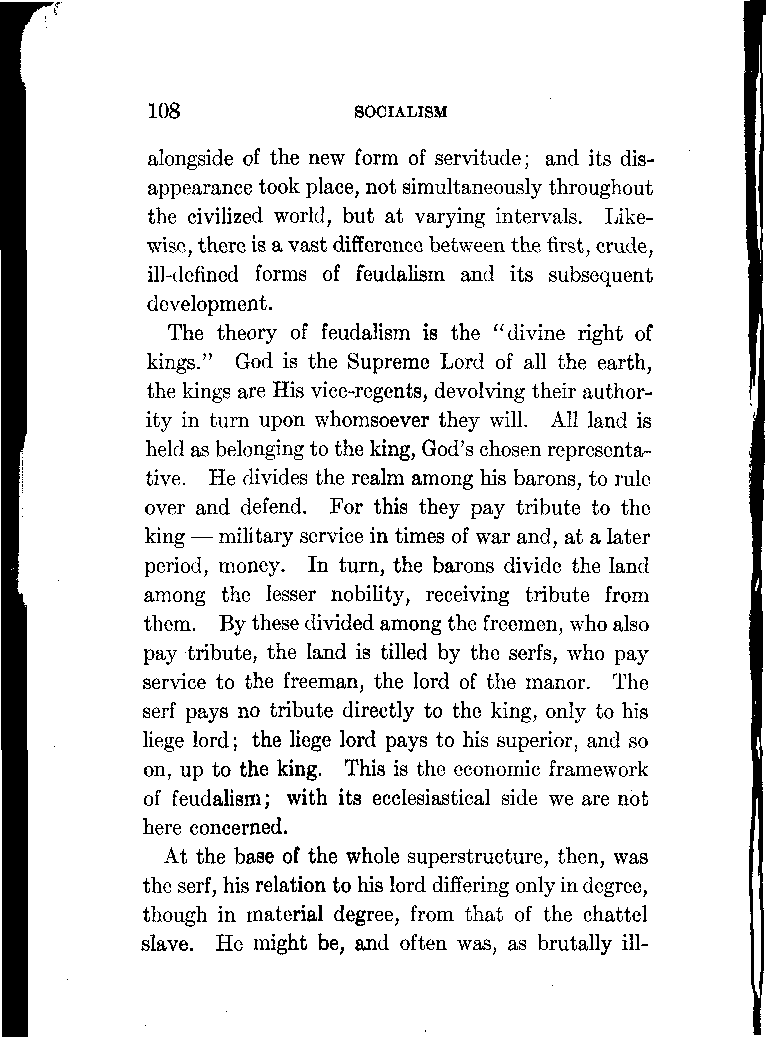 108 SOCIALISM
alongside of the new form of servitude; and its dis-
appearance took place, not simultaneously throughout
the civilized world, but at varying intervals. Like-
wise, there is a vast difference between the first, crude,
ill-defined forms of feudalism and its subsequent
development.
The theory of feudalism is the “divine right of
kings.” God is the Supreme Lord of all the earth,
the kings are His vice-regents, devolving their author-
ity in turn upon whomsoever they will. All land is
held as belonging to the king, God’s chosen representa-
tive. He divides the realm among his barons, to rule
over and defend. For this they pay tribute to the
king — military service in times of war and, at a later
period, money. In turn, the barons divide the land
among the lesser nobility, receiving tribute from
them. By these divided among the freemen, who also
pay tribute, the land is tilled by the serfs, who pay
service to the freeman, the lord of the manor. The
serf pays no tribute directly to the king, only to his
liege lord; the liege lord pays to his superior, and so
on, up to the king. This is the economic framework
of feudalism; with its ecclesiastical side we are not
here concerned.
At the base of the whole superstructure, then, was
the serf, his relation to his lord differing only in degree,
though in material degree, from that of the chattel
slave. He might be, and often was, as brutally ill-